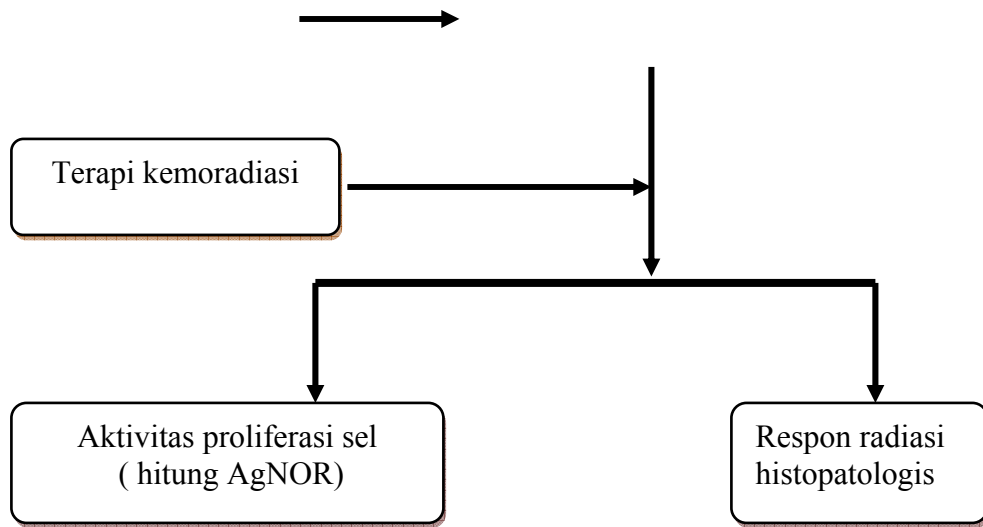 Terapi kemoradiasi
Aktivitas proliferasi sel
( hitung AgNOR)
Respon radiasi
histopatologis